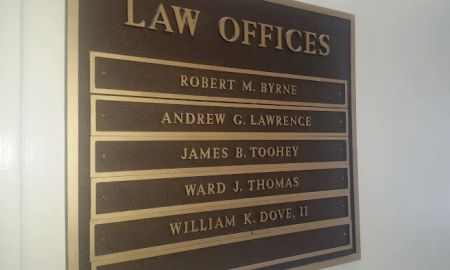 LAW OFFICES
ROBERT M. BYRNE
ANDREW G. LAWRENCE
JAMES B. TOOHEY
WARD J. THOMAS
WILLIAM K. DOVE, II